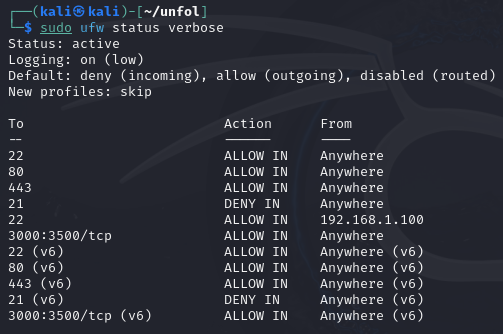 ┌──(kali㉿kali)-[~/unfol]
└─$ sudo ufw status verbose
Status: active
Logging: on (low)
Default: deny (incoming), allow (outgoing), disabled (routed)
New profiles: skip

To                         Action      From
--                         ------      ----
22                         ALLOW IN    Anywhere
80                         ALLOW IN    Anywhere
443                        ALLOW IN    Anywhere
21                         DENY IN     Anywhere
22                         ALLOW IN    192.168.1.100
3000:3500/tcp              ALLOW IN    Anywhere
22 (v6)                    ALLOW IN    Anywhere (v6)
80 (v6)                    ALLOW IN    Anywhere (v6)
443 (v6)                   ALLOW IN    Anywhere (v6)
21 (v6)                    DENY IN     Anywhere (v6)
3000:3500/tcp (v6)         ALLOW IN    Anywhere (v6)